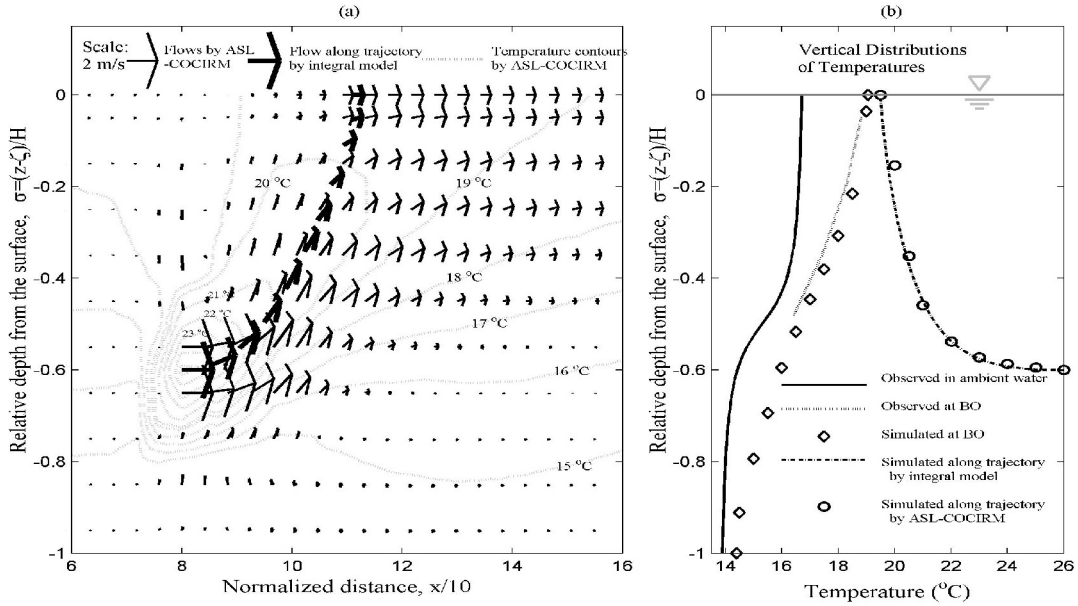 (a)
Scale:
2 m/s
Flows by ASL
-COCIRM
Flow along trajectory
by integral model
Temperature contours
by ASL-COCIRM
Relative depth from the surface, σ=(z-ζ)/H
0
-0.2
-0.4
-0.6
-0.8
-1
20 °C
19 °C
21 °C
22 °C
18 °C
23 °C
17 °C
16 °C
15 °C
6 8 10 12 14 16
Normalized distance, x/10
(b)
Vertical Distributions
of Temperatures
Relative depth from the surface, σ=(z-ζ)/H
0
-0.2
-0.4
-0.6
-0.8
-1
Observed in ambient water
Observed at BO
Simulated at BO
Simulated along trajectory
by integral model
Simulated along trajectory
by ASL-COCIRM
14 16 18 20 22 24 26
Temperature (°C)